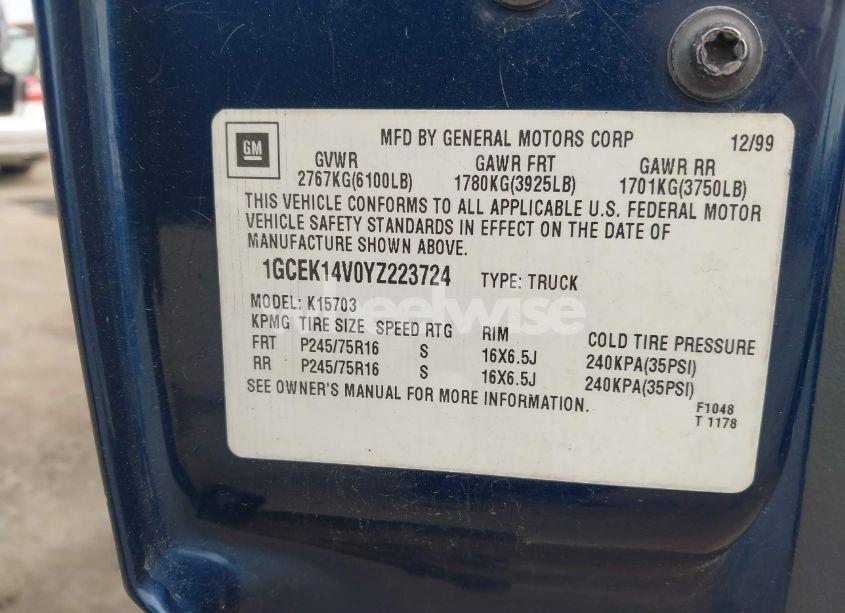 GM
MFD BY GENERAL MOTORS CORP 12/99
GVWR GAWR FRT GAWR RR
2767KG(6100LB) 1780KG(3925LB) 1701KG(3750LB)
THIS VEHICLE CONFORMS TO ALL APPLICABLE U.S. FEDERAL MOTOR
VEHICLE SAFETY STANDARDS IN EFFECT ON THE DATE OF
MANUFACTURE SHOWN ABOVE.
1GCEK14V0YZ223724 TYPE: TRUCK
MODEL: K15703
KPMG TIRE SIZE SPEED RTG RIM COLD TIRE PRESSURE
FRT P245/75R16 S 16X6.5J 240KPA(35PSI)
RR P245/75R16 S 16X6.5J 240KPA(35PSI)
SEE OWNER'S MANUAL FOR MORE INFORMATION.
F1048
T 1178